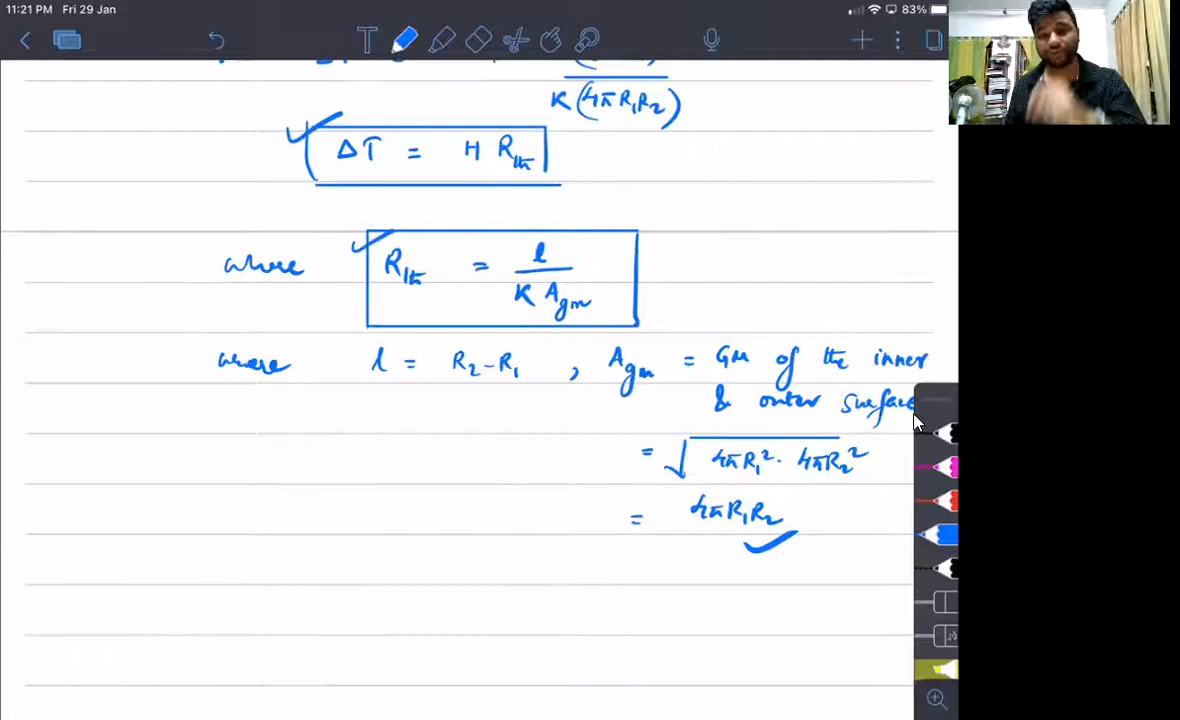 11:21 PM Fri 29 Jan
83%
K(4πR₁R₂)
ΔT = H R_th
where R_th = l / K A_gm
where l = R₂-R₁ , A_gm = GM of the inner
& outer surface
= √4πR₁² · 4πR₂²
= 4πR₁R₂